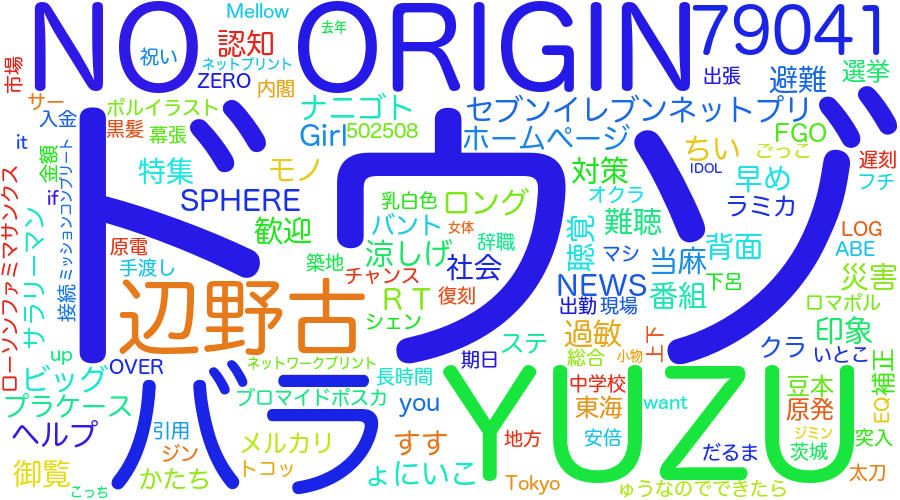 NO ORIGIN
79041
Mellow
去年
祝い
認知
ネットプリント
ZERO
内閣
市場
サー
ポルイラスト
ナニゴト
セブンイレブンネットプリ
出張
避難
選挙
入金
黒髪
幕張
Girl
502508
ホームページ
ちい
FGO
ごっこ
it
金額
特集
モノ
対策
IDOL
遅刻
ドウゾ
SPHERE
乳白色
ロング
オクラ
早め
フチ
if
ラミカ
歓迎
バント
女体
難聴
LOG
原電
涼しげ
辞職
聴覚
マシ
背面
ABE
手渡し
築地
チャンス
社会
当麻
下呂
災害
ローソンファミマサンクス
サラリーマン
接続
ミッションコンプリート
辺野古
RT
復刻
NEWS
番組
ロマポル
シェン
出勤
現場
印象
up
OVER
ネットワークプリント
期日
ステ
過敏
上下
クラ
いとこ
ビッグ
長時間
総合
小物
補正
プラケース
バラ
ブロマイドポスカ
you
YUZU
中学校
want
豆本
EQ
東海
原発
ヘルプ
引用
メルカリ
すす
地方
安倍
ジミン
突入
ジン
だるま
茨城
御覧
かたち
トコッ
ょにいこ
Tokyo
太刀
こっち
ゅうなのでできたら